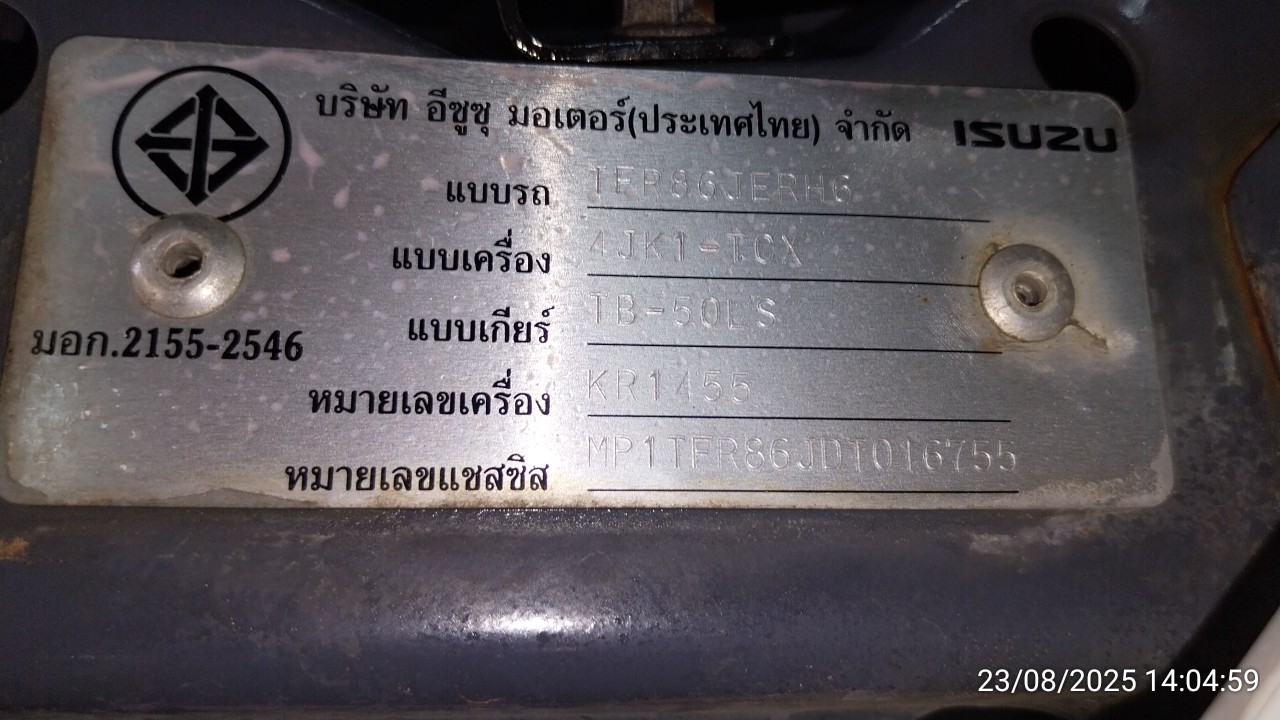 บริษัท อีซูซุ มอเตอร์(ประเทศไทย) จำกัด ISUZU
แบบรถ TFR86JERH6
แบบเครื่อง 4JK1-TCX
แบบเกียร์ TB-50LS
มอก.2155-2546
หมายเลขเครื่อง KR1455
หมายเลขแชสซิส MP1TFR86JDT016755
23/08/2025 14:04:59